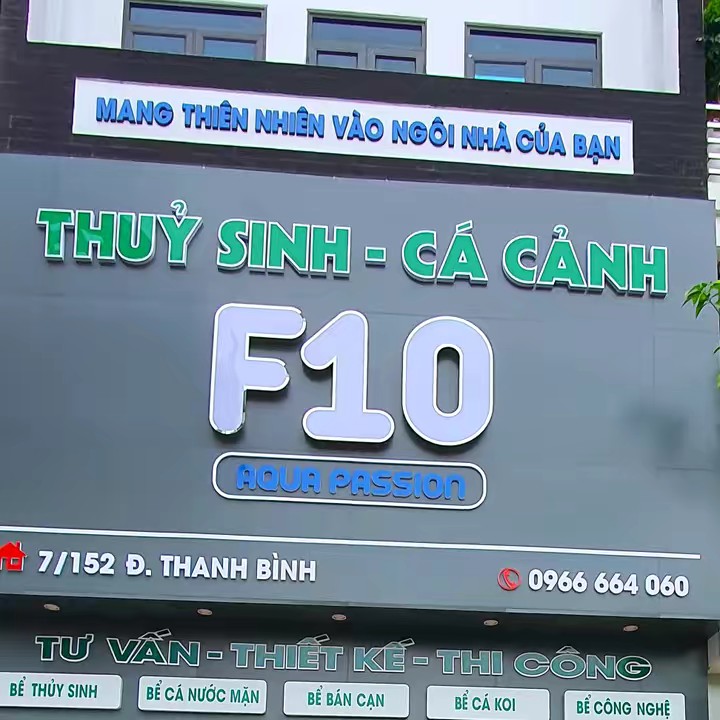 MANG THIÊN NHIÊN VÀO NGÔI NHÀ CỦA BẠN
THUỶ SINH - CÁ CẢNH
F10
AQUA PASSION
7/152 Đ. THANH BÌNH
0966 664 060
TƯ VẤN - THIẾT KẾ - THI CÔNG
BỂ THỦY SINH
BỂ CÁ NƯỚC MẶN
BỂ BÁN CẠN
BỂ CÁ KOI
BỂ CÔNG NGHỆ